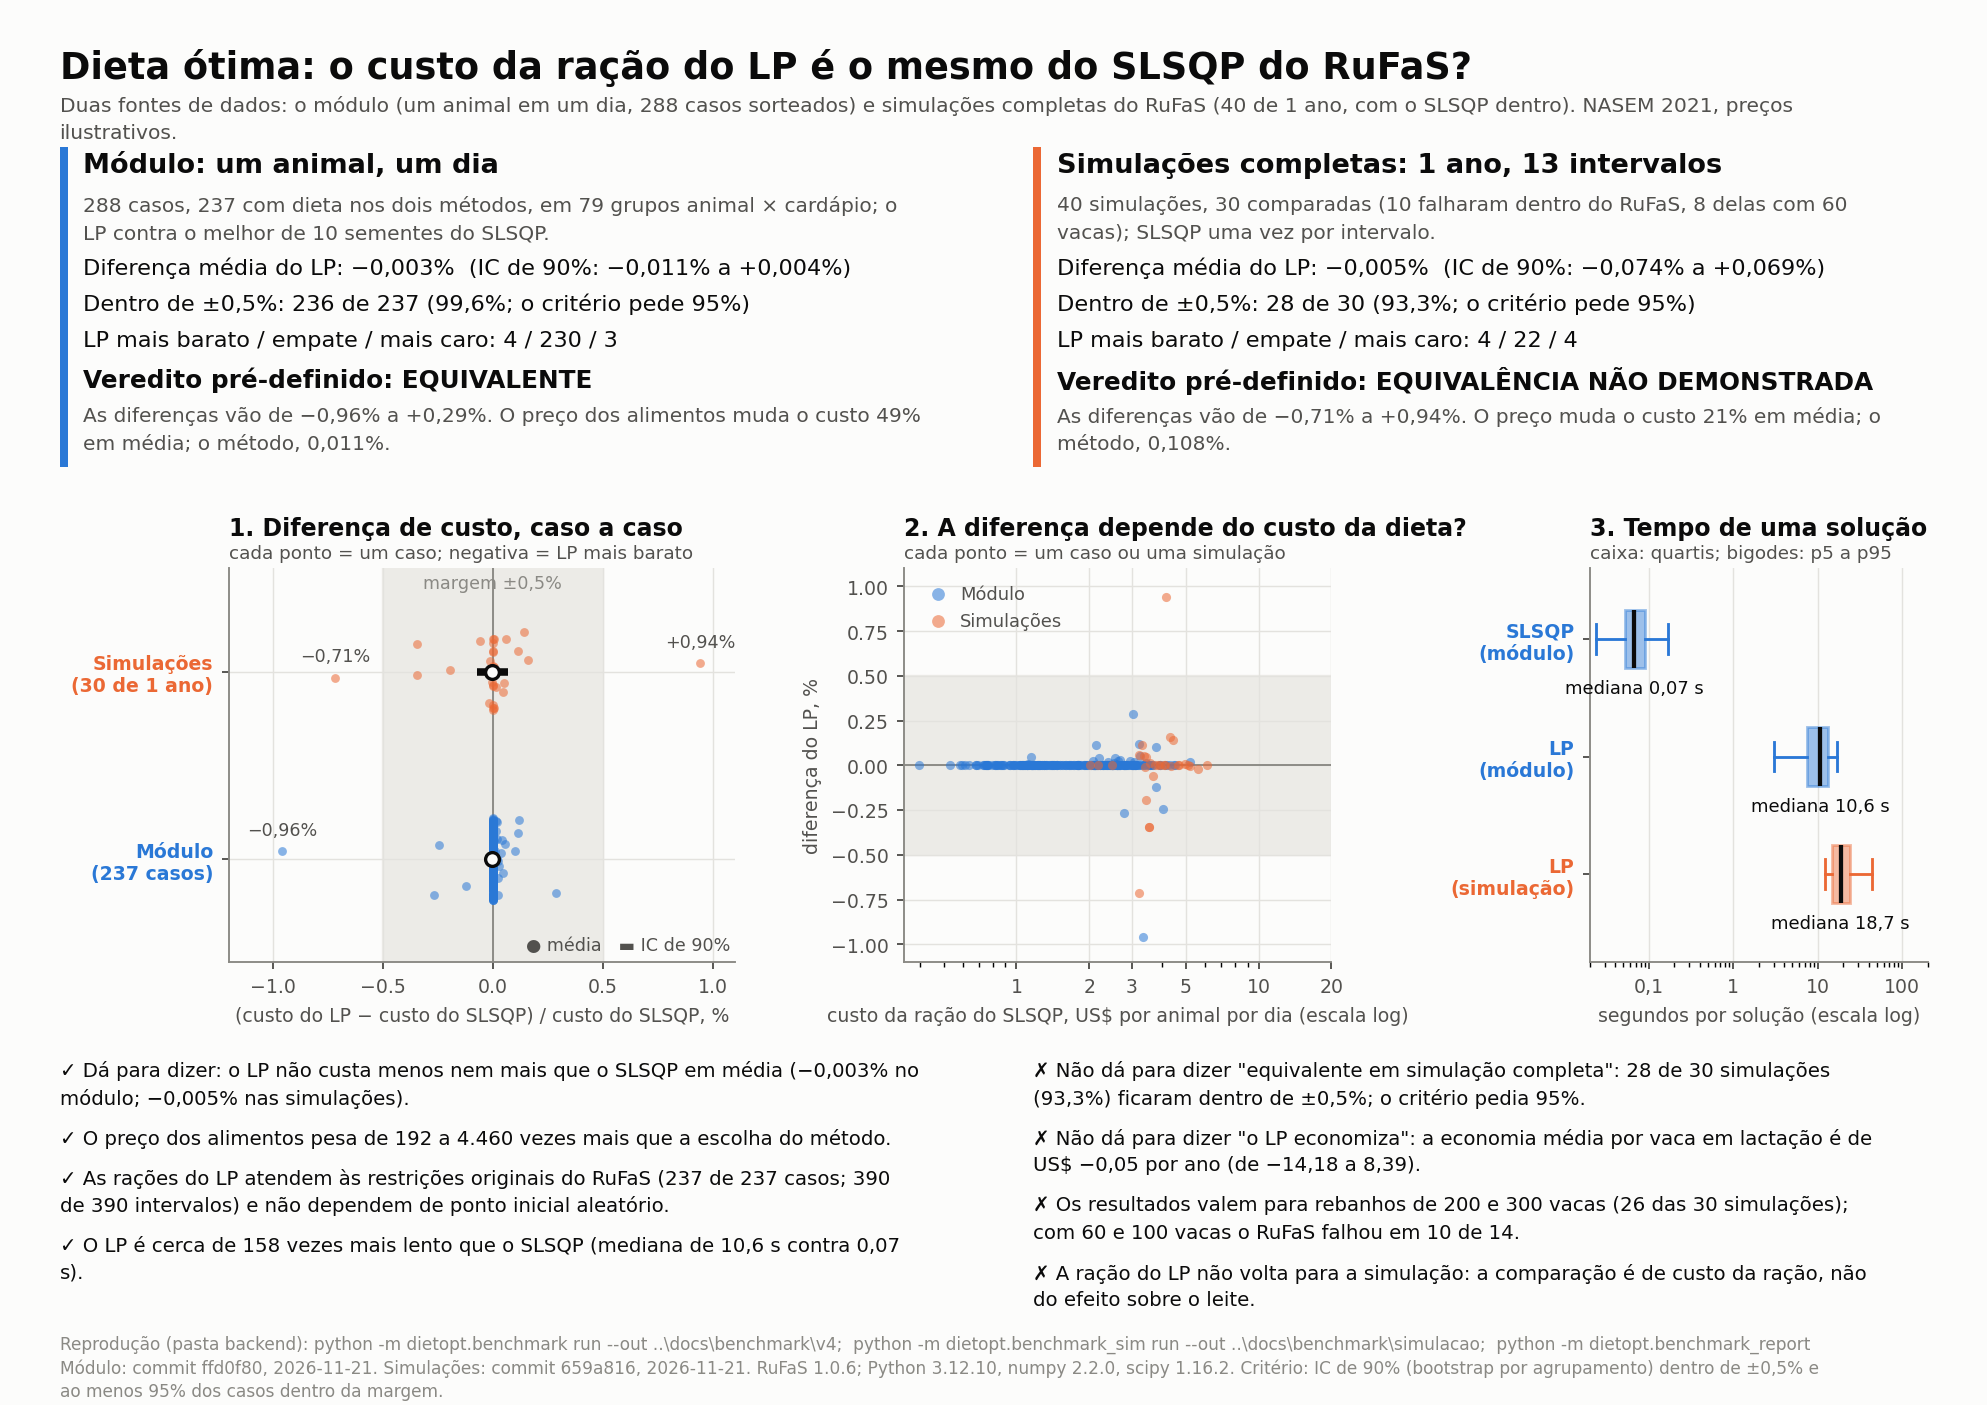 Dieta ótima: o custo da ração do LP é o mesmo do SLSQP do RuFaS?
Duas fontes de dados: o módulo (um animal em um dia, 288 casos sorteados) e simulações completas do RuFaS (40 de 1 ano, com o SLSQP dentro). NASEM 2021, preços
ilustrativos.
Módulo: um animal, um dia
288 casos, 237 com dieta nos dois métodos, em 79 grupos animal × cardápio; o
LP contra o melhor de 10 sementes do SLSQP.
Diferença média do LP: −0,003%  (IC de 90%: −0,011% a +0,004%)
Dentro de ±0,5%: 236 de 237 (99,6%; o critério pede 95%)
LP mais barato / empate / mais caro: 4 / 230 / 3
Veredito pré-definido: EQUIVALENTE
As diferenças vão de −0,96% a +0,29%. O preço dos alimentos muda o custo 49%
em média; o método, 0,011%.
Simulações completas: 1 ano, 13 intervalos
40 simulações, 30 comparadas (10 falharam dentro do RuFaS, 8 delas com 60
vacas); SLSQP uma vez por intervalo.
Diferença média do LP: −0,005%  (IC de 90%: −0,074% a +0,069%)
Dentro de ±0,5%: 28 de 30 (93,3%; o critério pede 95%)
LP mais barato / empate / mais caro: 4 / 22 / 4
Veredito pré-definido: EQUIVALÊNCIA NÃO DEMONSTRADA
As diferenças vão de −0,71% a +0,94%. O preço muda o custo 21% em média; o
método, 0,108%.
1. Diferença de custo, caso a caso
cada ponto = um caso; negativa = LP mais barato
margem ±0,5%
+0,94%
−0,71%
Simulações
(30 de 1 ano)
−0,96%
Módulo
(237 casos)
média
IC de 90%
−1.0 −0.5 0.0 0.5 1.0
(custo do LP − custo do SLSQP) / custo do SLSQP, %
2. A diferença depende do custo da dieta?
cada ponto = um caso ou uma simulação
Módulo
Simulações
diferença do LP, %
1.00
0.75
0.50
0.25
0.00
−0.25
−0.50
−0.75
−1.00
1 2 3 5 10 20
custo da ração do SLSQP, US$ por animal por dia (escala log)
3. Tempo de uma solução
caixa: quartis; bigodes: p5 a p95
SLSQP
(módulo)
mediana 0,07 s
LP
(módulo)
mediana 10,6 s
LP
(simulação)
mediana 18,7 s
0,1 1 10 100
segundos por solução (escala log)
✓ Dá para dizer: o LP não custa menos nem mais que o SLSQP em média (−0,003% no
módulo; −0,005% nas simulações).
✓ O preço dos alimentos pesa de 192 a 4.460 vezes mais que a escolha do método.
✓ As rações do LP atendem às restrições originais do RuFaS (237 de 237 casos; 390
de 390 intervalos) e não dependem de ponto inicial aleatório.
✓ O LP é cerca de 158 vezes mais lento que o SLSQP (mediana de 10,6 s contra 0,07
s).
✗ Não dá para dizer "equivalente em simulação completa": 28 de 30 simulações
(93,3%) ficaram dentro de ±0,5%; o critério pedia 95%.
✗ Não dá para dizer "o LP economiza": a economia média por vaca em lactação é de
US$ −0,05 por ano (de −14,18 a 8,39).
✗ Os resultados valem para rebanhos de 200 e 300 vacas (26 das 30 simulações);
com 60 e 100 vacas o RuFaS falhou em 10 de 14.
✗ A ração do LP não volta para a simulação: a comparação é de custo da ração, não
do efeito sobre o leite.
Reprodução (pasta backend): python -m dietopt.benchmark run --out ..\docs\benchmark\v4;  python -m dietopt.benchmark_sim run --out ..\docs\benchmark\simulacao;  python -m dietopt.benchmark_report
Módulo: commit ffd0f80, 2026-11-21. Simulações: commit 659a816, 2026-11-21. RuFaS 1.0.6; Python 3.12.10, numpy 2.2.0, scipy 1.16.2. Critério: IC de 90% (bootstrap por agrupamento) dentro de ±0,5% e
ao menos 95% dos casos dentro da margem.